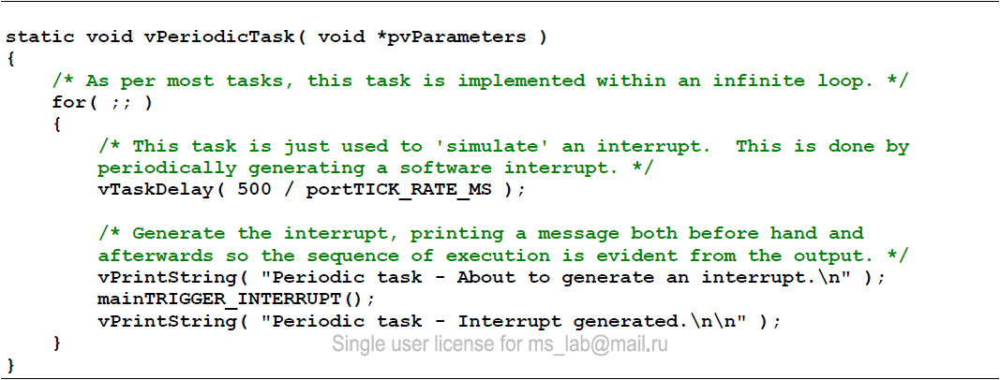 static void vPeriodicTask( void *pvParameters )
{
    /* As per most tasks, this task is implemented within an infinite loop. */
    for( ;; )
    {
        /* This task is just used to 'simulate' an interrupt.  This is done by
        periodically generating a software interrupt. */
        vTaskDelay( 500 / portTICK_RATE_MS );

        /* Generate the interrupt, printing a message both before hand and
        afterwards so the sequence of execution is evident from the output. */
        vPrintString( "Periodic task - About to generate an interrupt.\n" );
        mainTRIGGER_INTERRUPT();
        vPrintString( "Periodic task - Interrupt generated.\n\n" );
    }
Single user license for ms_lab@mail.ru
}